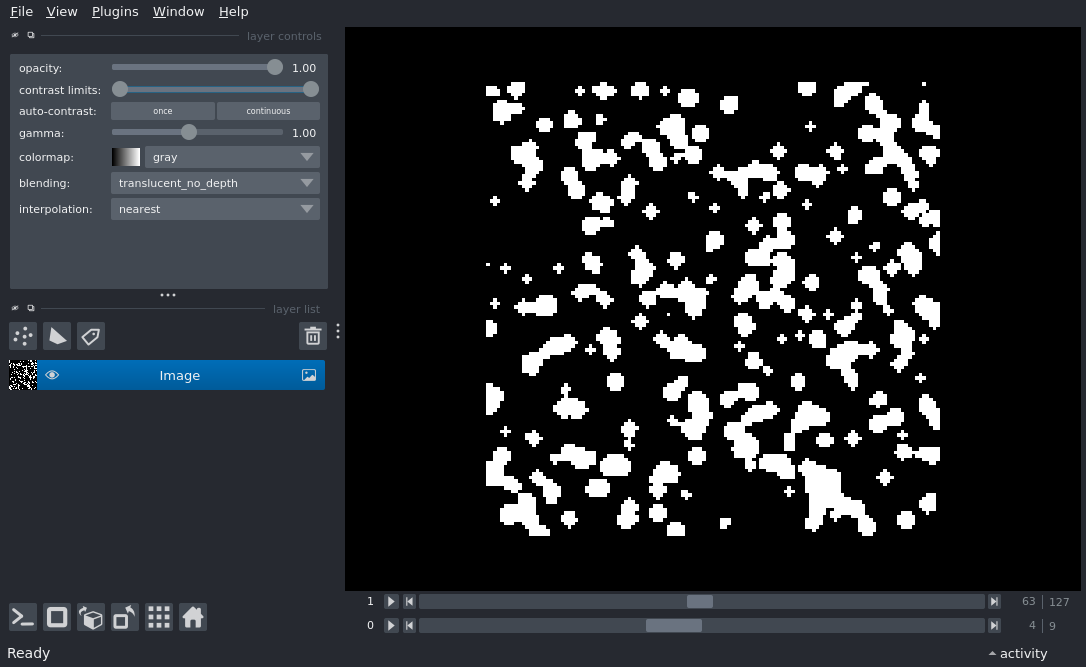 File View Plugins Window Help
layer controls
opacity: 1.00
contrast limits:
auto-contrast: once continuous
gamma: 1.00
colormap: gray
blending: translucent_no_depth
interpolation: nearest
layer list
Image
1 63 127
0 4 9
Ready activity